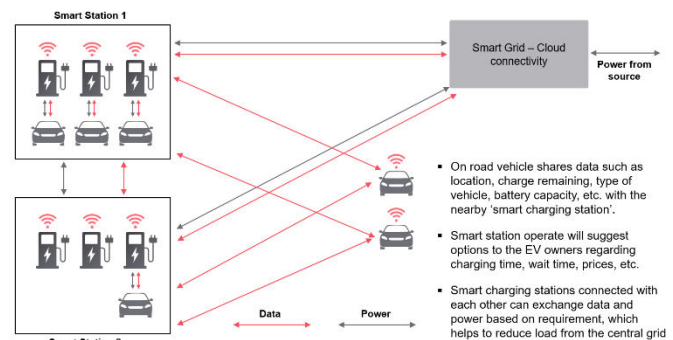 Smart Station 1
Smart Grid – Cloud
connectivity
Power from
source
On road vehicle shares data such as
location, charge remaining, type of
vehicle, battery capacity, etc. with the
nearby ‘smart charging station’.
Smart station operate will suggest
options to the EV owners regarding
charging time, wait time, prices, etc.
Smart charging stations connected with
each other can exchange data and
power based on requirement, which
helps to reduce load from the central grid
Data
Power
Smart Station